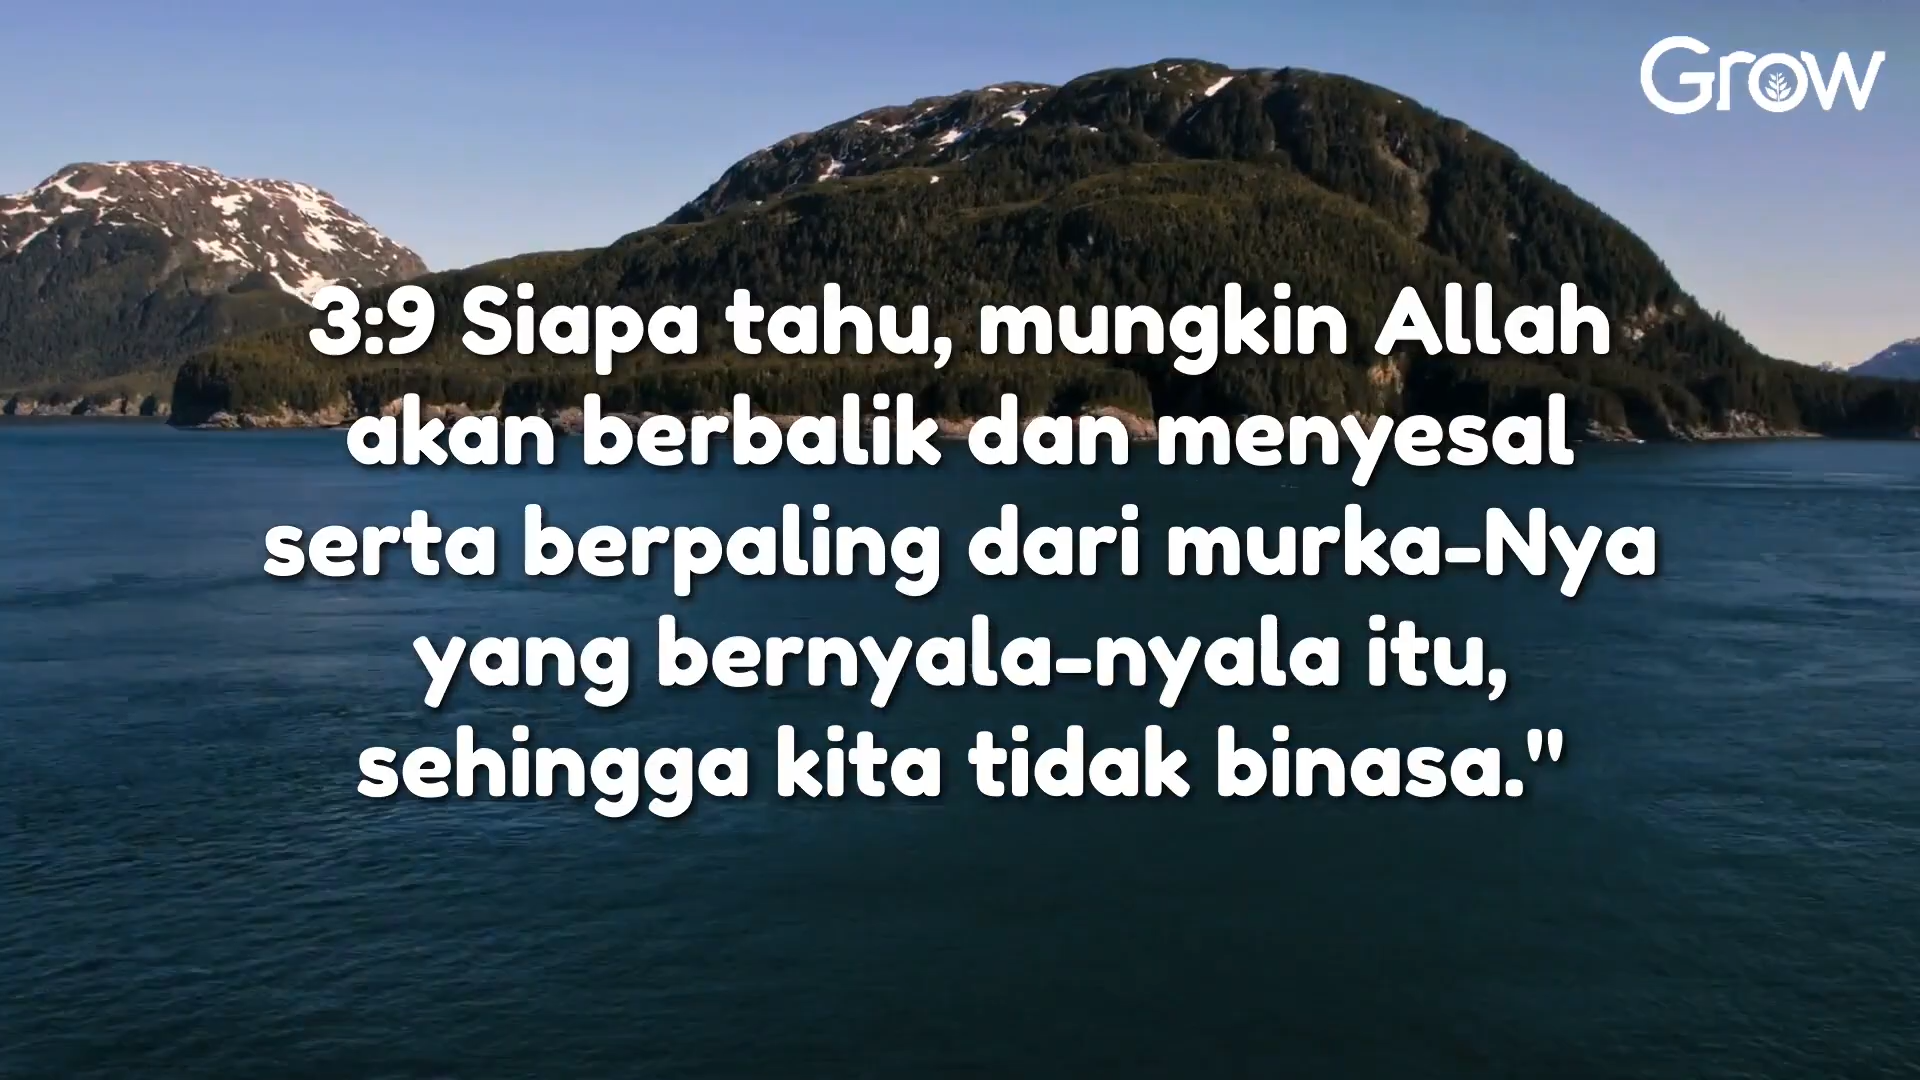 Grow
3:9 Siapa tahu, mungkin Allah
akan berbalik dan menyesal
serta berpaling dari murka-Nya
yang bernyala-nyala itu,
sehingga kita tidak binasa."